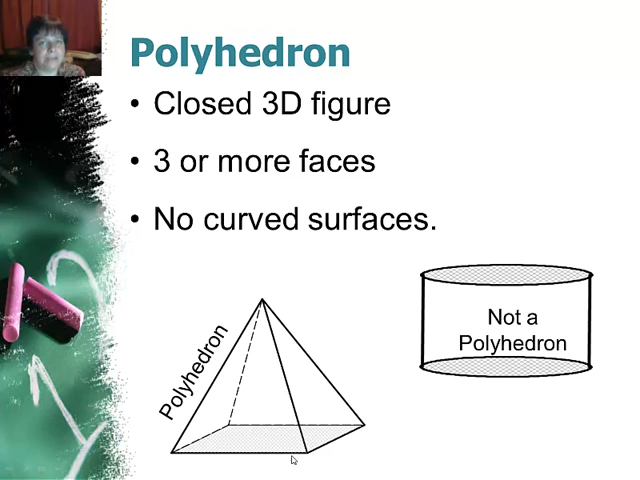 Polyhedron
• Closed 3D figure
• 3 or more faces
• No curved surfaces.
Polyhedron
Not a
Polyhedron